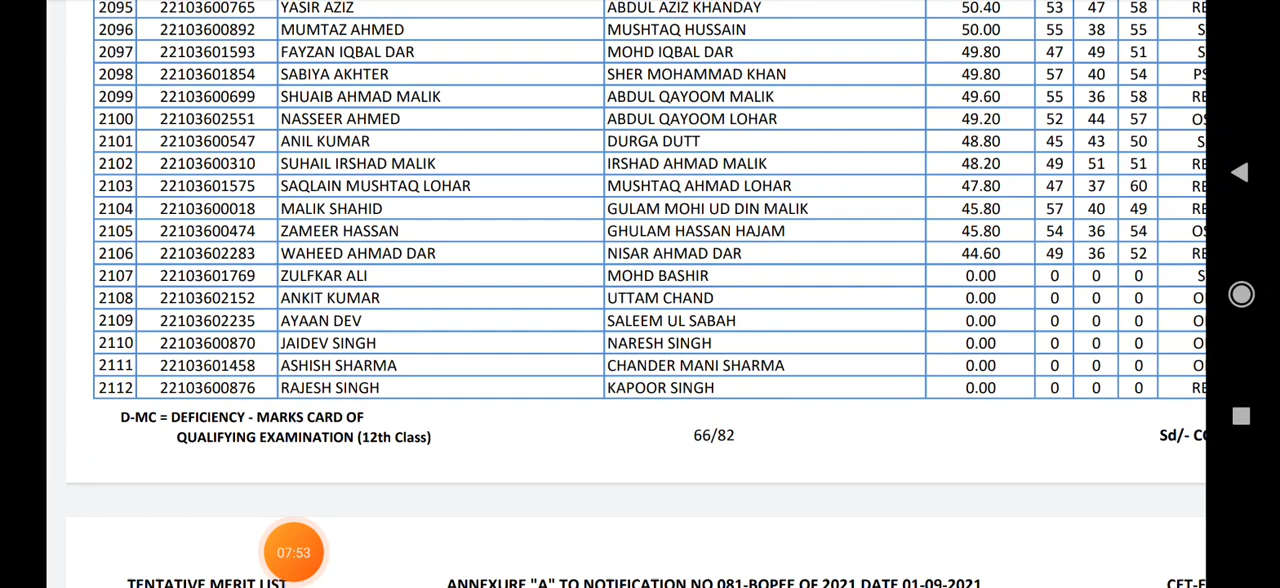 2095 22103600765 YASIR AZIZ ABDUL AZIZ KHANDAY 50.40 53 47 58 RE
2096 22103600892 MUMTAZ AHMED MUSHTAQ HUSSAIN 50.00 55 38 55 S
2097 22103601593 FAYZAN IQBAL DAR MOHD IQBAL DAR 49.80 47 49 51 S
2098 22103601854 SABIYA AKHTER SHER MOHAMMAD KHAN 49.80 57 40 54 PS
2099 22103600699 SHUAIB AHMAD MALIK ABDUL QAYOOM MALIK 49.60 55 36 58 RE
2100 22103602551 NASSEER AHMED ABDUL QAYOOM LOHAR 49.20 52 44 57 OS
2101 22103600547 ANIL KUMAR DURGA DUTT 48.80 45 43 50 S
2102 22103600310 SUHAIL IRSHAD MALIK IRSHAD AHMAD MALIK 48.20 49 51 51 RE
2103 22103601575 SAQLAIN MUSHTAQ LOHAR MUSHTAQ AHMAD LOHAR 47.80 47 37 60 RE
2104 22103600018 MALIK SHAHID GULAM MOHI UD DIN MALIK 45.80 57 40 49 RE
2105 22103600474 ZAMEER HASSAN GHULAM HASSAN HAJAM 45.80 54 36 54 OS
2106 22103602283 WAHEED AHMAD DAR NISAR AHMAD DAR 44.60 49 36 52 RE
2107 22103601769 ZULFKAR ALI MOHD BASHIR 0.00 0 0 0 S
2108 22103602152 ANKIT KUMAR UTTAM CHAND 0.00 0 0 0
2109 22103602235 AYAAN DEV SALEEM UL SABAH 0.00 0 0 0
2110 22103600870 JAIDEV SINGH NARESH SINGH 0.00 0 0 0
2111 22103601458 ASHISH SHARMA CHANDER MANI SHARMA 0.00 0 0 0
2112 22103600876 RAJESH SINGH KAPOOR SINGH 0.00 0 0 0 RE
D-MC = DEFICIENCY - MARKS CARD OF
QUALIFYING EXAMINATION (12th Class) 66/82 Sd/-
07:53
TENTATIVE MERIT LIST ANNEXURE "A" TO NOTIFICATION NO 081-BOPEE OF 2021 DATE 01-09-2021